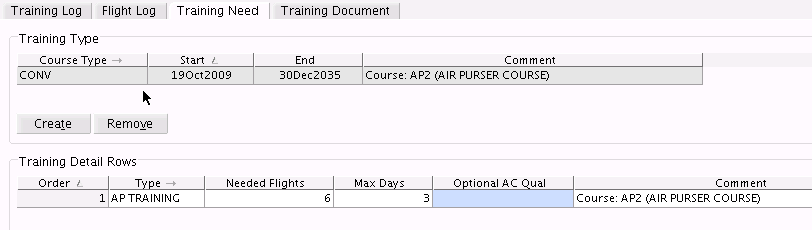 Training Log Flight Log Training Need Training Document
Training Type
Course Type Start End Comment
CONV 19Oct2009 30Dec2035 Course: AP2 (AIR PURSER COURSE)
Create Remove
Training Detail Rows
Order Type Needed Flights Max Days Optional AC Qual Comment
1 AP TRAINING 6 3 Course: AP2 (AIR PURSER COURSE)